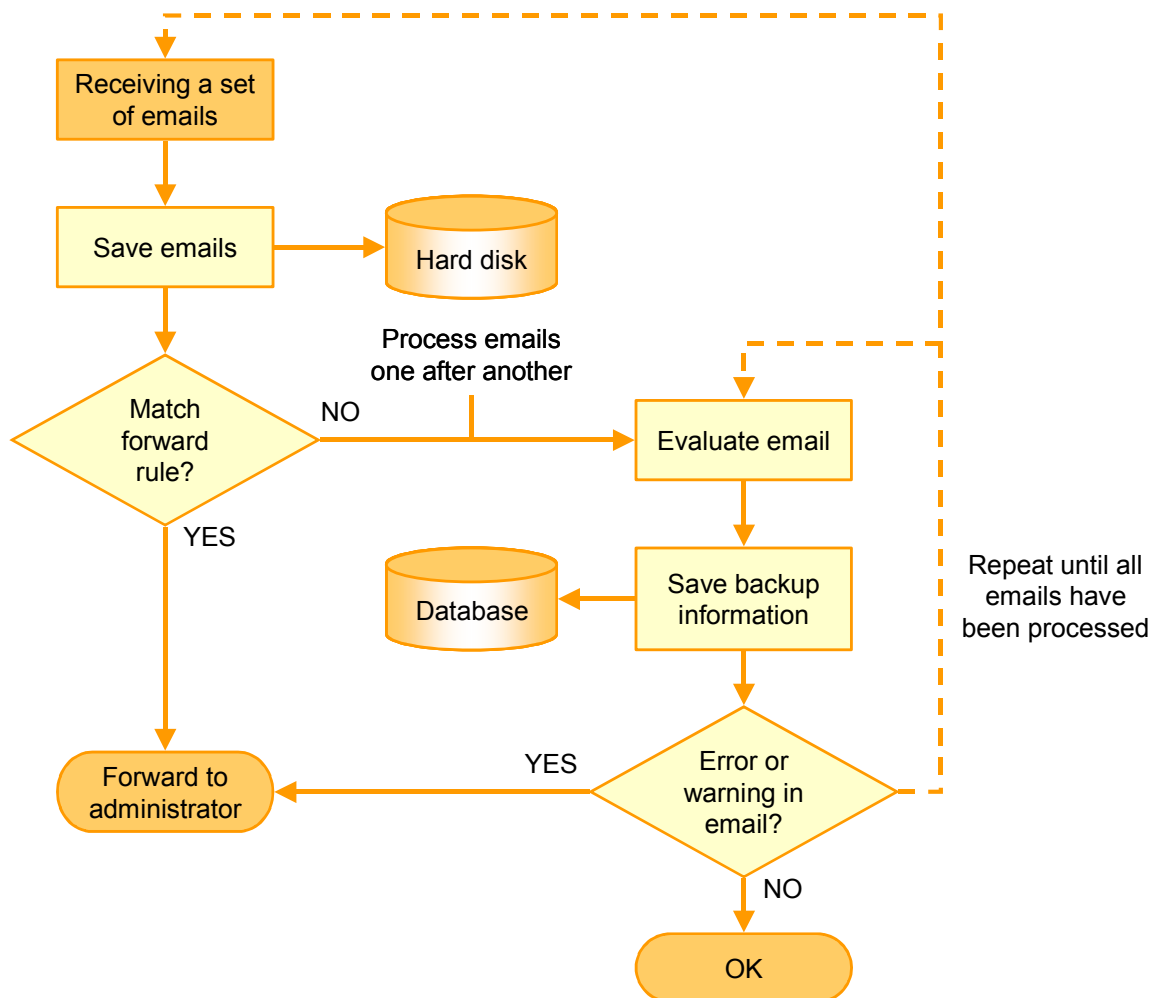 Receiving a set
of emails
Save emails
Hard disk
Process emails
one after another
Match
forward
rule?
NO
Evaluate email
YES
Database
Save backup
information
Repeat until all
emails have
been processed
Forward to
administrator
YES
Error or
warning in
email?
NO
OK